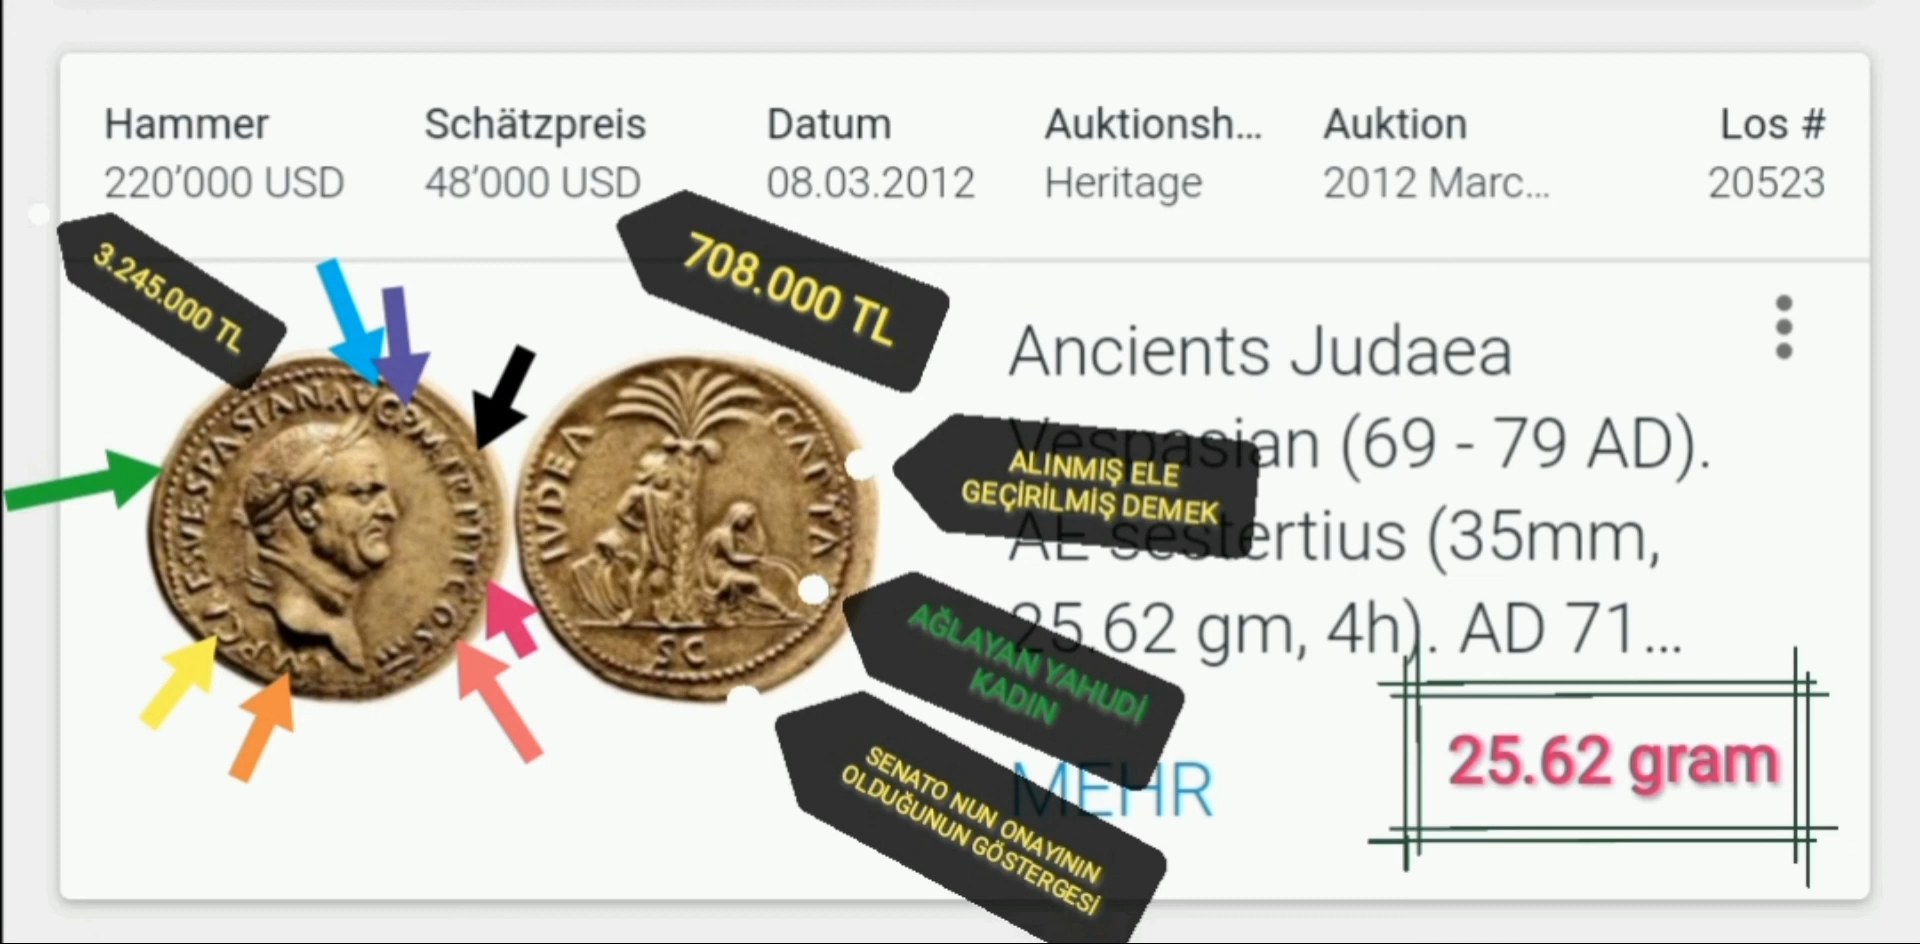 Hammer Schätzpreis Datum Auktionsh... Auktion Los #
220'000 USD 48'000 USD 08.03.2012 Heritage 2012 Marc... 20523
3.245.000 TL
708.000 TL
Ancients Judaea
Vespasian (69 - 79 AD).
AE sestertius (35mm,
25.62 gm, 4h). AD 71...
ALINMIŞ ELE
GEÇİRİLMİŞ DEMEK
AĞLAYAN YAHUDİ
KADIN
SENATO NUN ONAYININ
OLDUĞUNUN GÖSTERGESİ
MEHR
25.62 gram
IVDEA CAPTA
SC